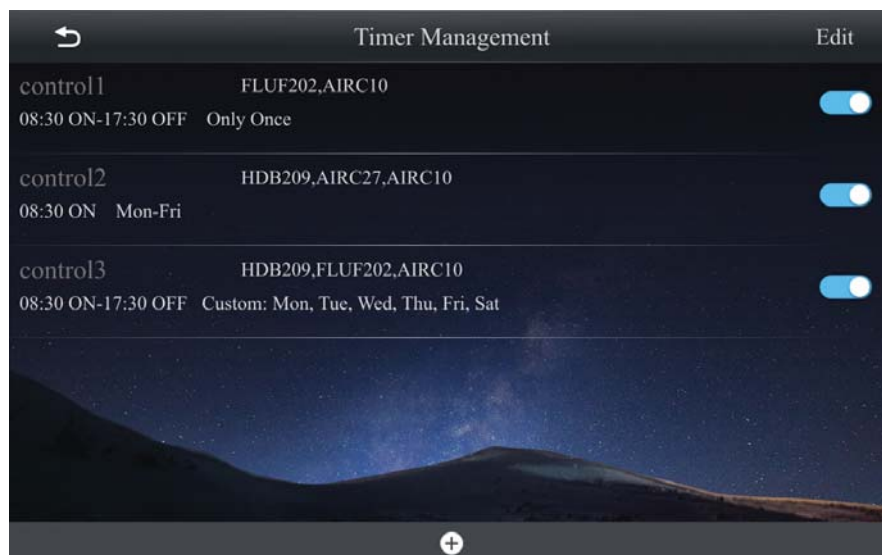 Timer Management Edit
control1 FLUF202,AIRC10
08:30 ON-17:30 OFF Only Once
control2 HDB209,AIRC27,AIRC10
08:30 ON Mon-Fri
control3 HDB209,FLUF202,AIRC10
08:30 ON-17:30 OFF Custom: Mon, Tue, Wed, Thu, Fri, Sat